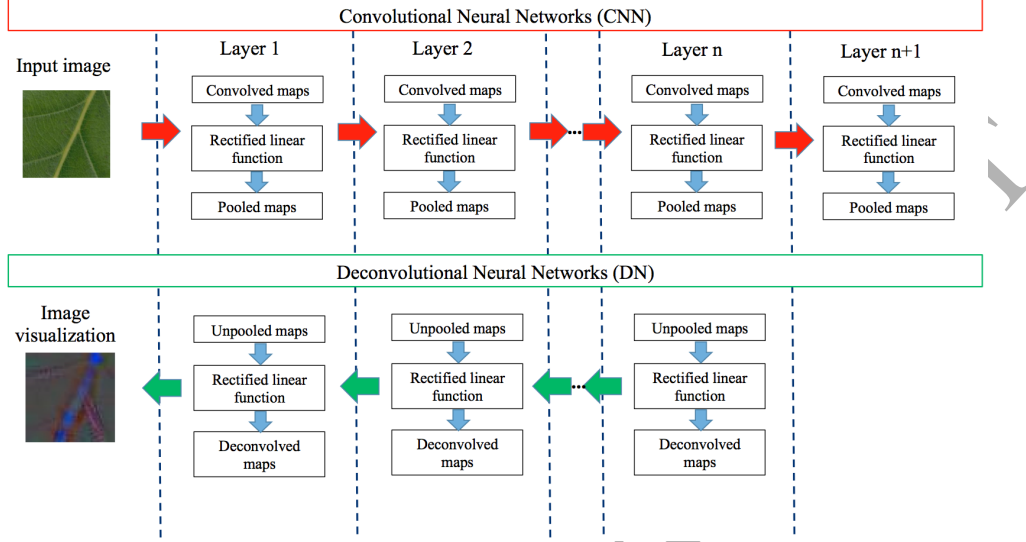 Convolutional Neural Networks (CNN)
Input image
Layer 1
Layer 2
Layer n
Layer n+1
Convolved maps
Convolved maps
Convolved maps
Convolved maps
Rectified linear
function
Rectified linear
function
...
Rectified linear
function
Rectified linear
function
Pooled maps
Pooled maps
Pooled maps
Pooled maps
Deconvolutional Neural Networks (DN)
Image
visualization
Unpooled maps
Unpooled maps
Unpooled maps
Rectified linear
function
Rectified linear
function
...
Rectified linear
function
Deconvolved
maps
Deconvolved
maps
Deconvolved
maps